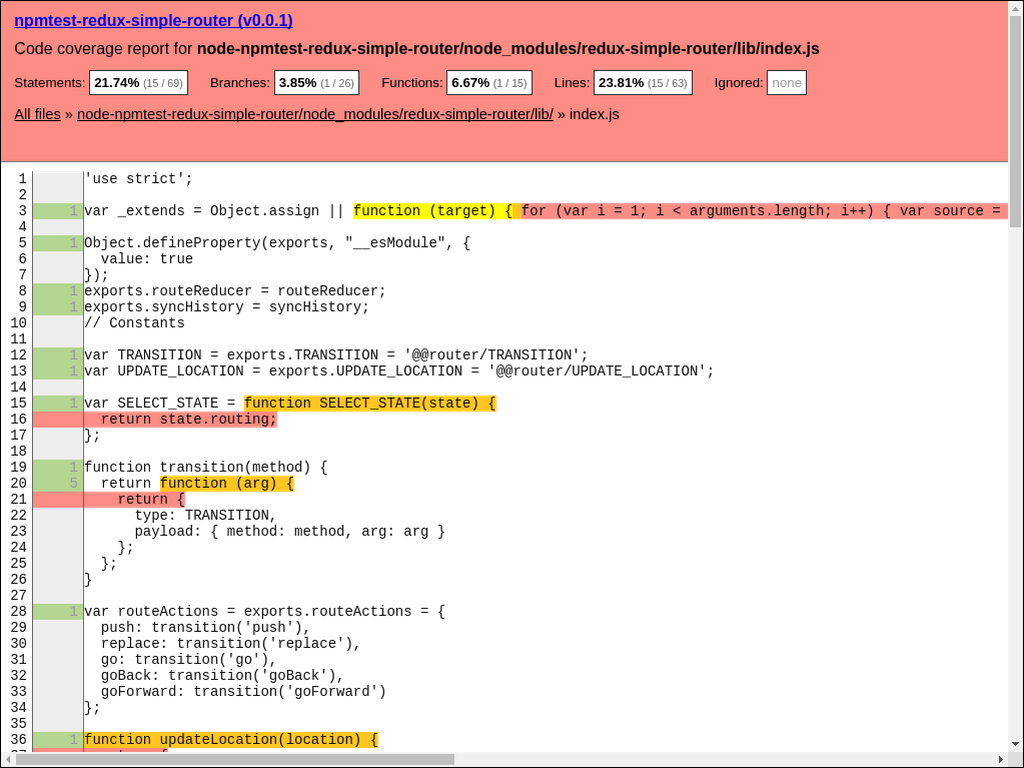 npmtest-redux-simple-router (v0.0.1)
Code coverage report for node-npmtest-redux-simple-router/node_modules/redux-simple-router/lib/index.js
Statements: 21.74% (15 / 69) Branches: 3.85% (1 / 26) Functions: 6.67% (1 / 15) Lines: 23.81% (15 / 63) Ignored: none
All files » node-npmtest-redux-simple-router/node_modules/redux-simple-router/lib/ » index.js
1 'use strict';
2
3 1 var _extends = Object.assign || function (target) { for (var i = 1; i < arguments.length; i++) { var source =
4
5 1 Object.defineProperty(exports, "__esModule", {
6   value: true
7 });
8 1 exports.routeReducer = routeReducer;
9 1 exports.syncHistory = syncHistory;
10 // Constants
11
12 1 var TRANSITION = exports.TRANSITION = '@@router/TRANSITION';
13 1 var UPDATE_LOCATION = exports.UPDATE_LOCATION = '@@router/UPDATE_LOCATION';
14
15 1 var SELECT_STATE = function SELECT_STATE(state) {
16   return state.routing;
17 };
18
19 1 function transition(method) {
20 5   return function (arg) {
21     return {
22       type: TRANSITION,
23       payload: { method: method, arg: arg }
24     };
25   };
26 }
27
28 1 var routeActions = exports.routeActions = {
29   push: transition('push'),
30   replace: transition('replace'),
31   go: transition('go'),
32   goBack: transition('goBack'),
33   goForward: transition('goForward')
34 };
35
36 1 function updateLocation(location) {